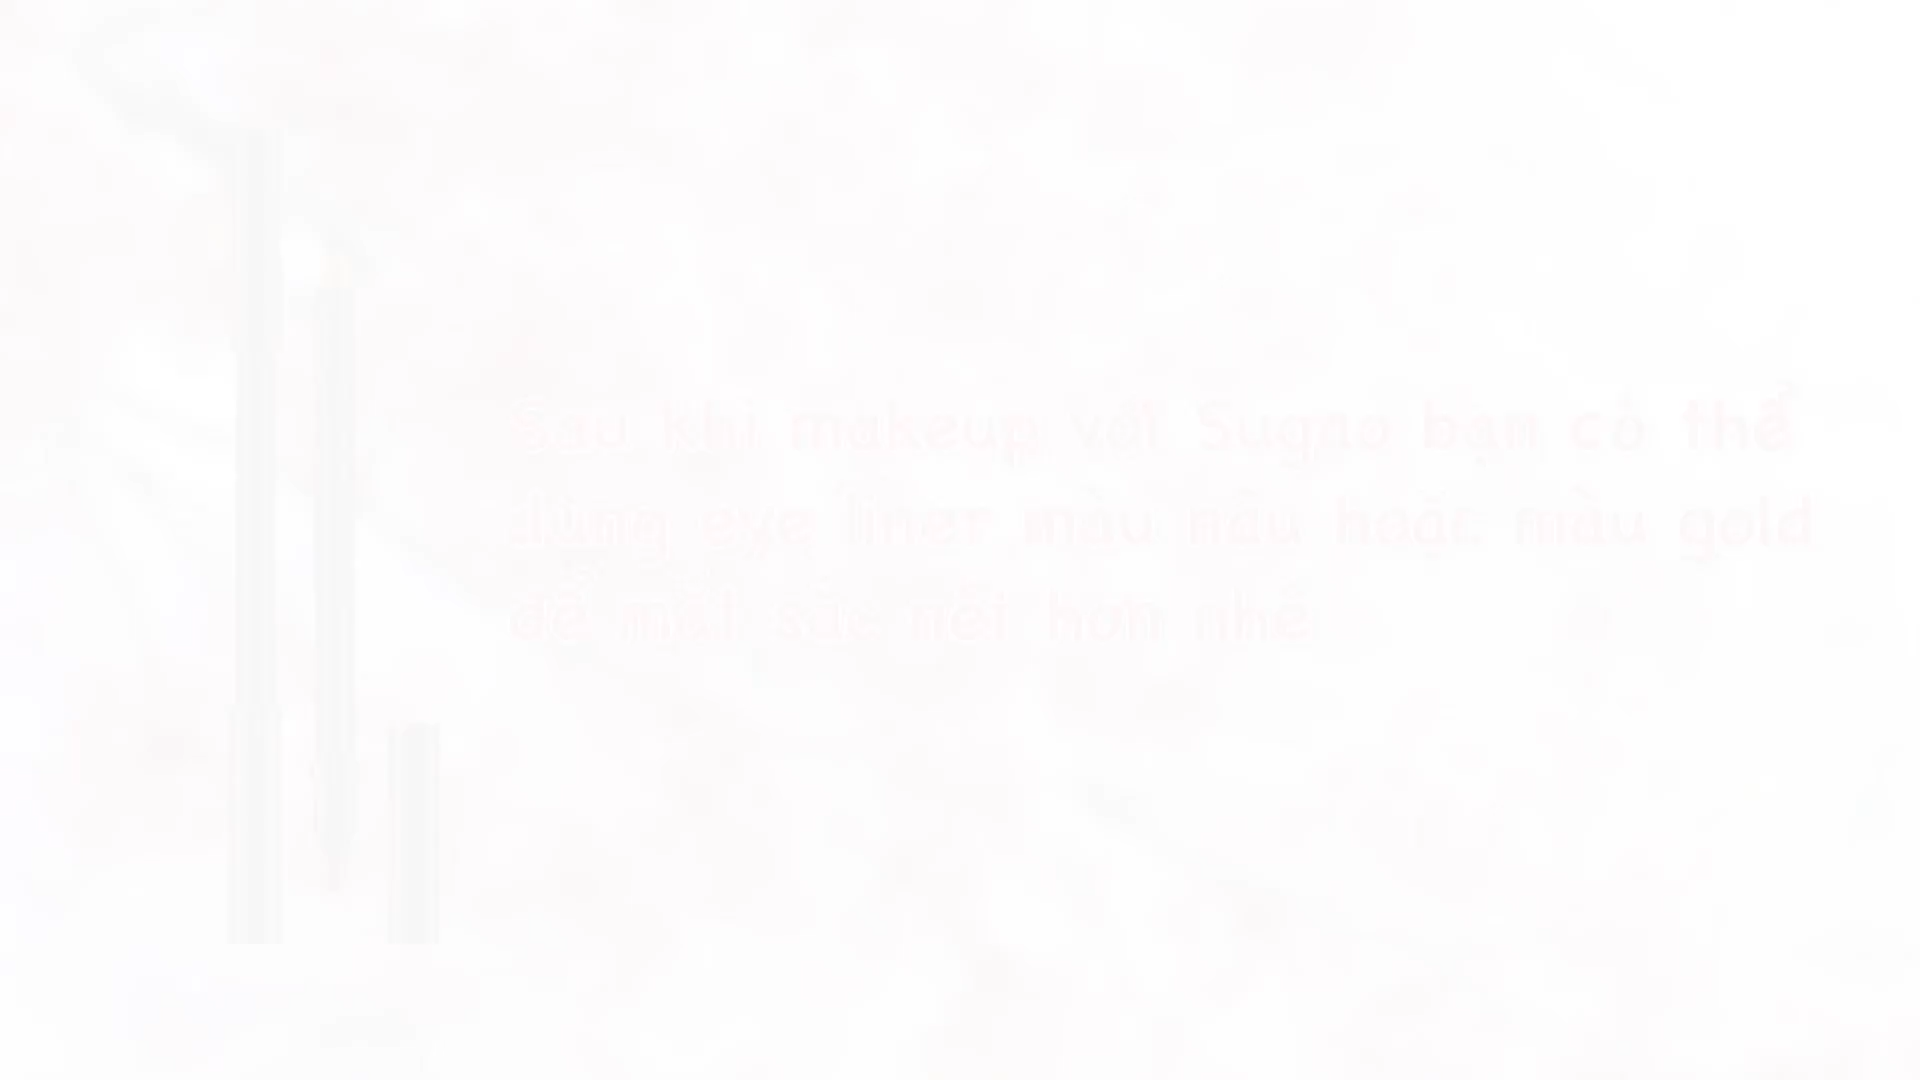 Sau khi makeup với Sugao bạn có thể
dùng eye liner màu nâu hoặc màu gold
để mắt sắc nét hơn nhé